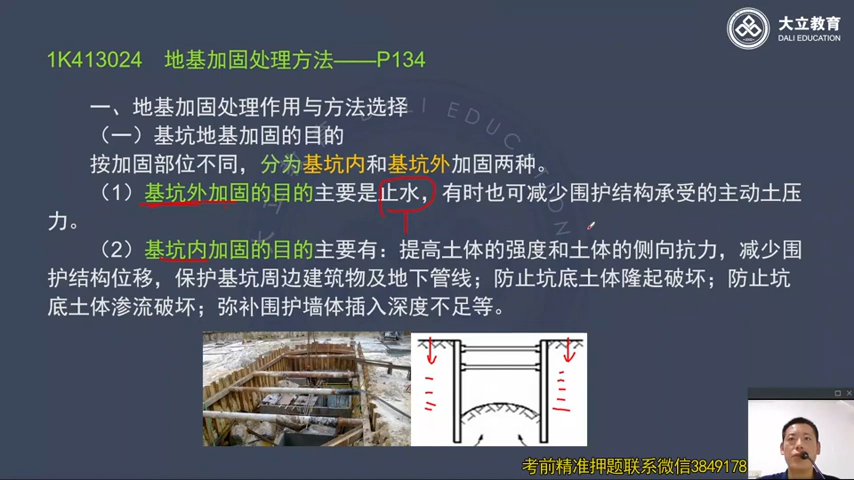 大立教育
DALI EDUCATION
1K413024 地基加固处理方法——P134
一、地基加固处理作用与方法选择
（一）基坑地基加固的目的
按加固部位不同，分为基坑内和基坑外加固两种。
（1）基坑外加固的目的主要是止水，有时也可减少围护结构承受的主动土压
力。
（2）基坑内加固的目的主要有：提高土体的强度和土体的侧向抗力，减少围
护结构位移，保护基坑周边建筑物及地下管线；防止坑底土体隆起破坏；防止坑
底土体渗流破坏；弥补围护墙体插入深度不足等。
考前精准押题联系微信3849178